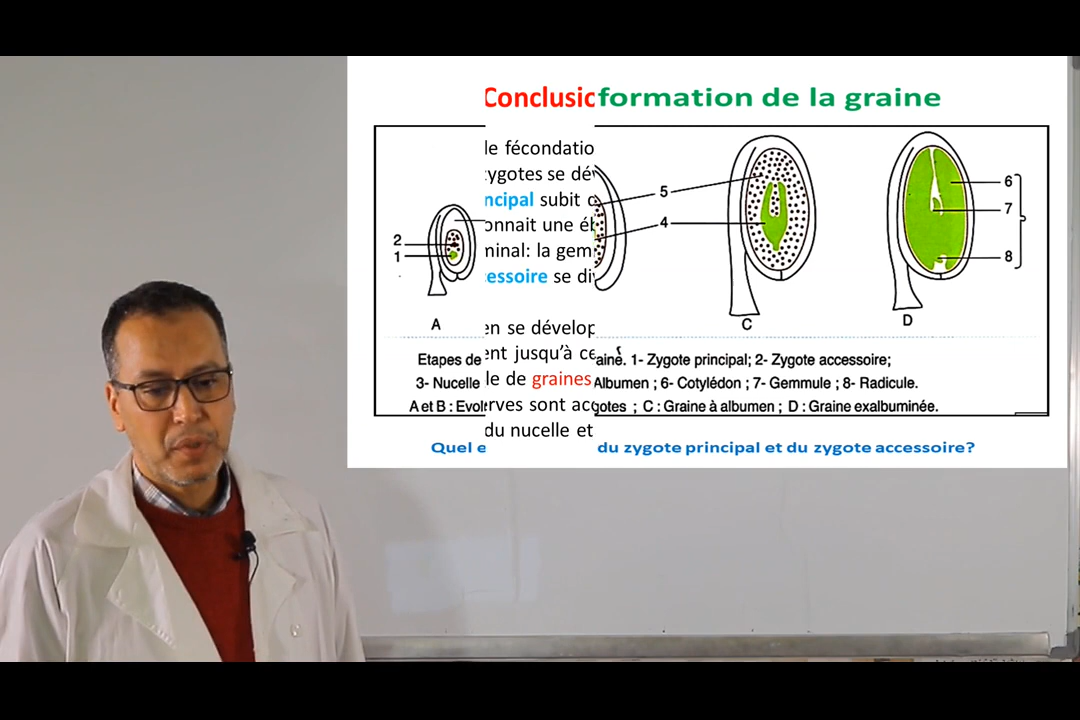 Conclusic formation de la graine
le fécondatio
zygotes se dév
ncipal subit c
onnait une éb
minal: la gem
essoire se di
5
4
2
1
6
7
8
A
C
D
en se dévelop
Etapes de ent jusqu'à ce aine. 1- Zygote principal; 2- Zygote accessoire;
3- Nucelle le de graines Albumen ; 6- Cotylédon ; 7- Gemmule ; 8- Radicule.
A et B : Evol rves sont acc gotes ; C : Graine à albumen ; D : Graine exalbuminée.
du nucelle et
Quel e du zygote principal et du zygote accessoire?